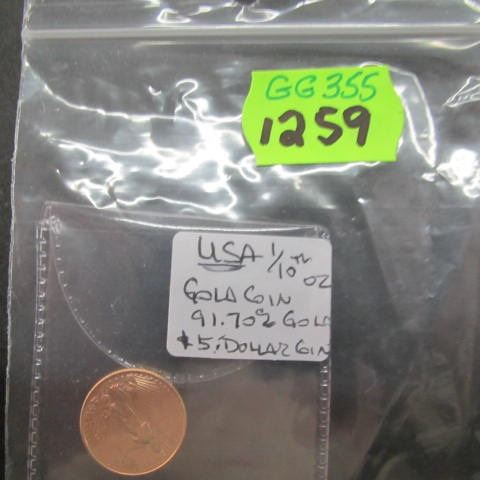 GG355
1259
USA 1/10th OZ
GOLD COIN
91.70% GOLD
$5. DOLLAR COIN